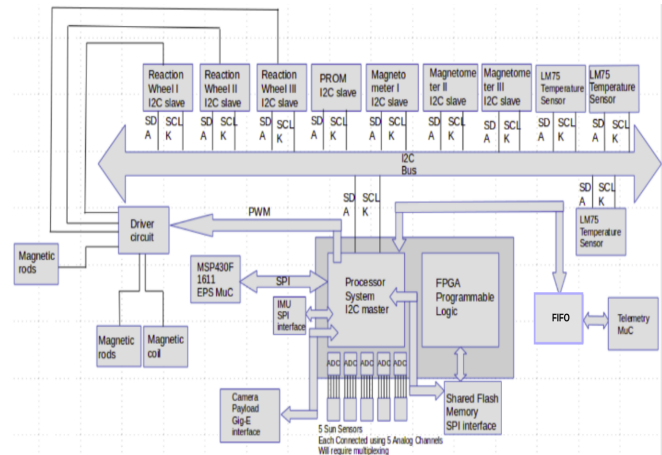 Reaction
Wheel I
I2C slave
Reaction
Wheel II
I2C slave
Reaction
Wheel III
I2C slave
PROM
I2C slave
Magneto
meter I
I2C slave
Magnetome
ter II
I2C slave
Magnetome
ter III
I2C slave
LM75
Temperature
Sensor
LM75
Temperature
Sensor
SD
A
SCL
K
SD
A
SCL
K
SD
A
SCL
K
SD
A
SCL
K
SD
A
SCL
K
SD
A
SCL
K
SD
A
SCL
K
SD
A
SCL
K
SD
A
SCL
K
I2C
Bus
SD
A
SCL
K
SD
A
SCL
K
LM75
Temperature
Sensor
PWM
Driver
circuit
Magnetic
rods
MSP430F
1611
EPS MuC
SPI
Processor
System
I2C master
FPGA
Programmable
Logic
IMU
SPI
interface
FIFO
Telemetry
MuC
Magnetic
rods
Magnetic
coil
ADC
ADC
ADC
ADC
ADC
Camera
Payload
Gig-E
interface
Shared Flash
Memory
SPI interface
5 Sun Sensors
Each Connected using 5 Analog Channels
Will require multiplexing